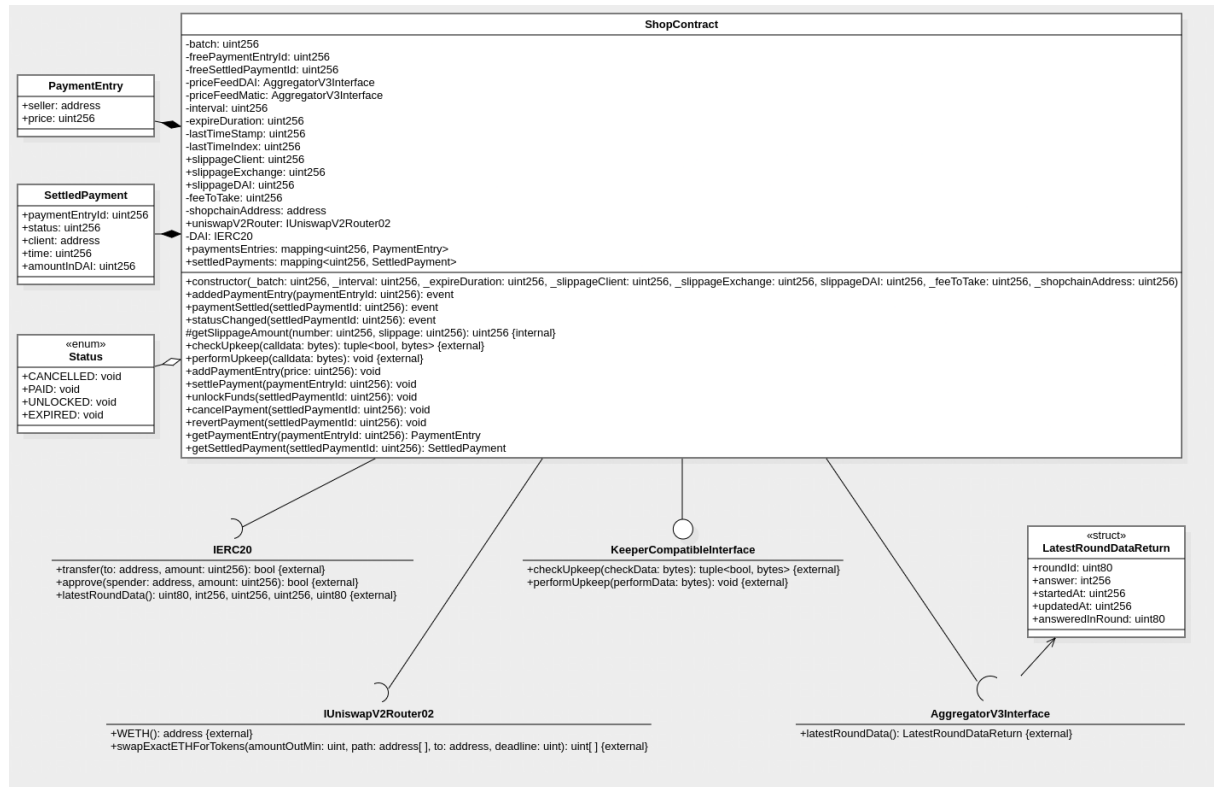 ShopContract
-batch: uint256
-freePaymentEntryId: uint256
-freeSettledPaymentId: uint256
-priceFeedDAI: AggregatorV3Interface
-priceFeedMatic: AggregatorV3Interface
-interval: uint256
-expireDuration: uint256
-lastTimeStamp: uint256
-lastTimeIndex: uint256
+slippageClient: uint256
+slippageExchange: uint256
+slippageDAI: uint256
-feeToTake: uint256
-shopchainAddress: address
+uniswapV2Router: IUniswapV2Router02
-DAI: IERC20
+paymentsEntries: mapping<uint256, PaymentEntry>
+settledPayments: mapping<uint256, SettledPayment>
+constructor(_batch: uint256, _interval: uint256, _expireDuration: uint256, _slippageClient: uint256, _slippageExchange: uint256, slippageDAI: uint256, _feeToTake: uint256, _shopchainAddress: uint256)
+addedPaymentEntry(paymentEntryId: uint256): event
+paymentSettled(settledPaymentId: uint256): event
+statusChanged(settledPaymentId: uint256): event
#getSlippageAmount(number: uint256, slippage: uint256): uint256 {internal}
+checkUpkeep(calldata: bytes): tuple<bool, bytes> {external}
+performUpkeep(calldata: bytes): void {external}
+addPaymentEntry(price: uint256): void
+settlePayment(paymentEntryId: uint256): void
+unlockFunds(settledPaymentId: uint256): void
+cancelPayment(settledPaymentId: uint256): void
+revertPayment(settledPaymentId: uint256): void
+getPaymentEntry(paymentEntryId: uint256): PaymentEntry
+getSettledPayment(settledPaymentId: uint256): SettledPayment
PaymentEntry
+seller: address
+price: uint256
SettledPayment
+paymentEntryId: uint256
+status: uint256
+client: address
+time: uint256
+amountInDAI: uint256
«enum»
Status
+CANCELLED: void
+PAID: void
+UNLOCKED: void
+EXPIRED: void
IERC20
+transfer(to: address, amount: uint256): bool {external}
+approve(spender: address, amount: uint256): bool {external}
+latestRoundData(): uint80, int256, uint256, uint256, uint80 {external}
KeeperCompatibleInterface
+checkUpkeep(checkData: bytes): tuple<bool, bytes> {external}
+performUpkeep(performData: bytes): void {external}
«struct»
LatestRoundDataReturn
+roundId: uint80
+answer: int256
+startedAt: uint256
+updatedAt: uint256
+answeredInRound: uint80
IUniswapV2Router02
+WETH(): address {external}
+swapExactETHForTokens(amountOutMin: uint, path: address[ ], to: address, deadline: uint): uint[ ] {external}
AggregatorV3Interface
+latestRoundData(): LatestRoundDataReturn {external}